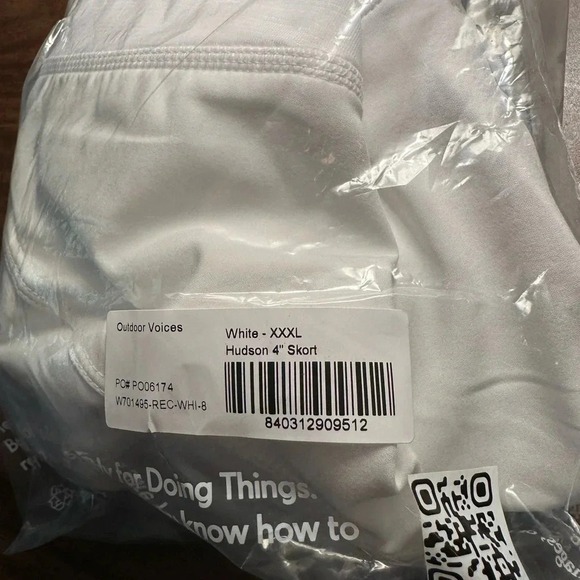 Outdoor Voices
White - XXXL
Hudson 4" Skort
PO# PO06174
W701495-REC-WHI-8
840312909512
for Doing Things.
know how to